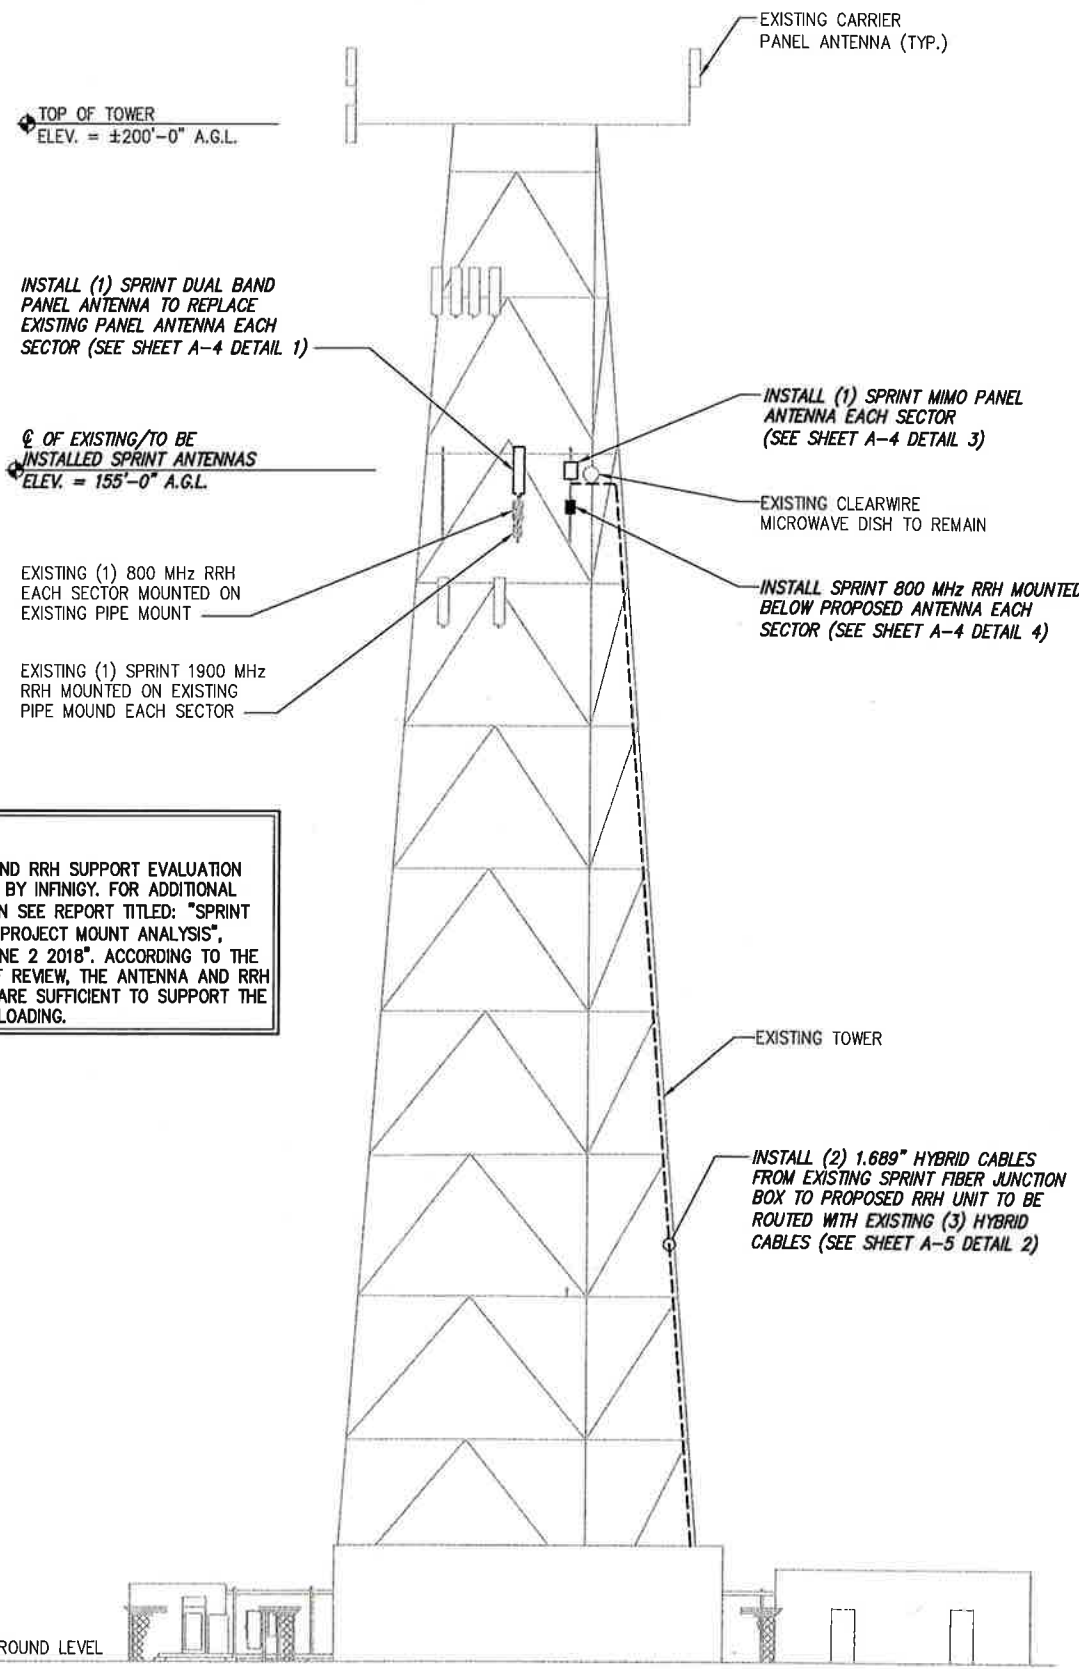 EXISTING CARRIER
PANEL ANTENNA (TYP.)
TOP OF TOWER
ELEV. = ±200'-0" A.G.L.
INSTALL (1) SPRINT DUAL BAND
PANEL ANTENNA TO REPLACE
EXISTING PANEL ANTENNA EACH
SECTOR (SEE SHEET A-4 DETAIL 1)
INSTALL (1) SPRINT MIMO PANEL
ANTENNA EACH SECTOR
(SEE SHEET A-4 DETAIL 3)
℄ OF EXISTING/TO BE
INSTALLED SPRINT ANTENNAS
ELEV. = 155'-0" A.G.L.
EXISTING CLEARWIRE
MICROWAVE DISH TO REMAIN
EXISTING (1) 800 MHz RRH
EACH SECTOR MOUNTED ON
EXISTING PIPE MOUNT
INSTALL SPRINT 800 MHz RRH MOUNTED
BELOW PROPOSED ANTENNA EACH
SECTOR (SEE SHEET A-4 DETAIL 4)
EXISTING (1) SPRINT 1900 MHz
RRH MOUNTED ON EXISTING
PIPE MOUND EACH SECTOR
ND RRH SUPPORT EVALUATION
BY INFINIGY. FOR ADDITIONAL
N SEE REPORT TITLED: "SPRINT
PROJECT MOUNT ANALYSIS",
NE 2 2018". ACCORDING TO THE
F REVIEW, THE ANTENNA AND RRH
ARE SUFFICIENT TO SUPPORT THE
LOADING.
EXISTING TOWER
INSTALL (2) 1.689" HYBRID CABLES
FROM EXISTING SPRINT FIBER JUNCTION
BOX TO PROPOSED RRH UNIT TO BE
ROUTED WITH EXISTING (3) HYBRID
CABLES (SEE SHEET A-5 DETAIL 2)
ROUND LEVEL